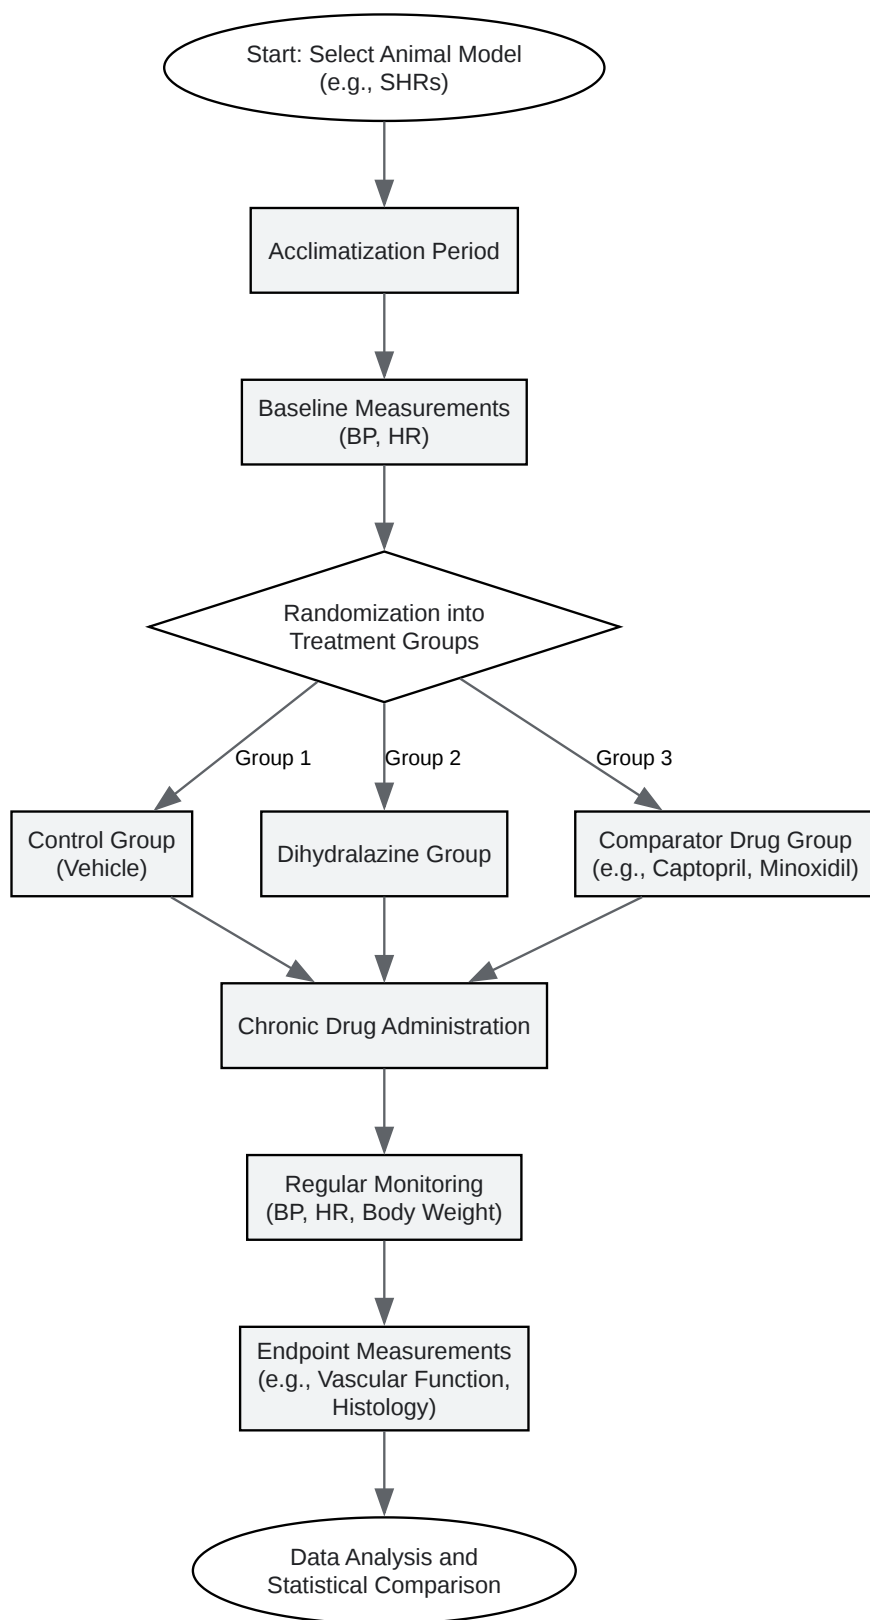 Start: Select Animal Model
(e.g., SHRs)
Acclimatization Period
Baseline Measurements
(BP, HR)
Randomization into
Treatment Groups
Group 1
Group 2
Group 3
Control Group
(Vehicle)
Dihydralazine Group
Comparator Drug Group
(e.g., Captopril, Minoxidil)
Chronic Drug Administration
Regular Monitoring
(BP, HR, Body Weight)
Endpoint Measurements
(e.g., Vascular Function,
Histology)
Data Analysis and
Statistical Comparison